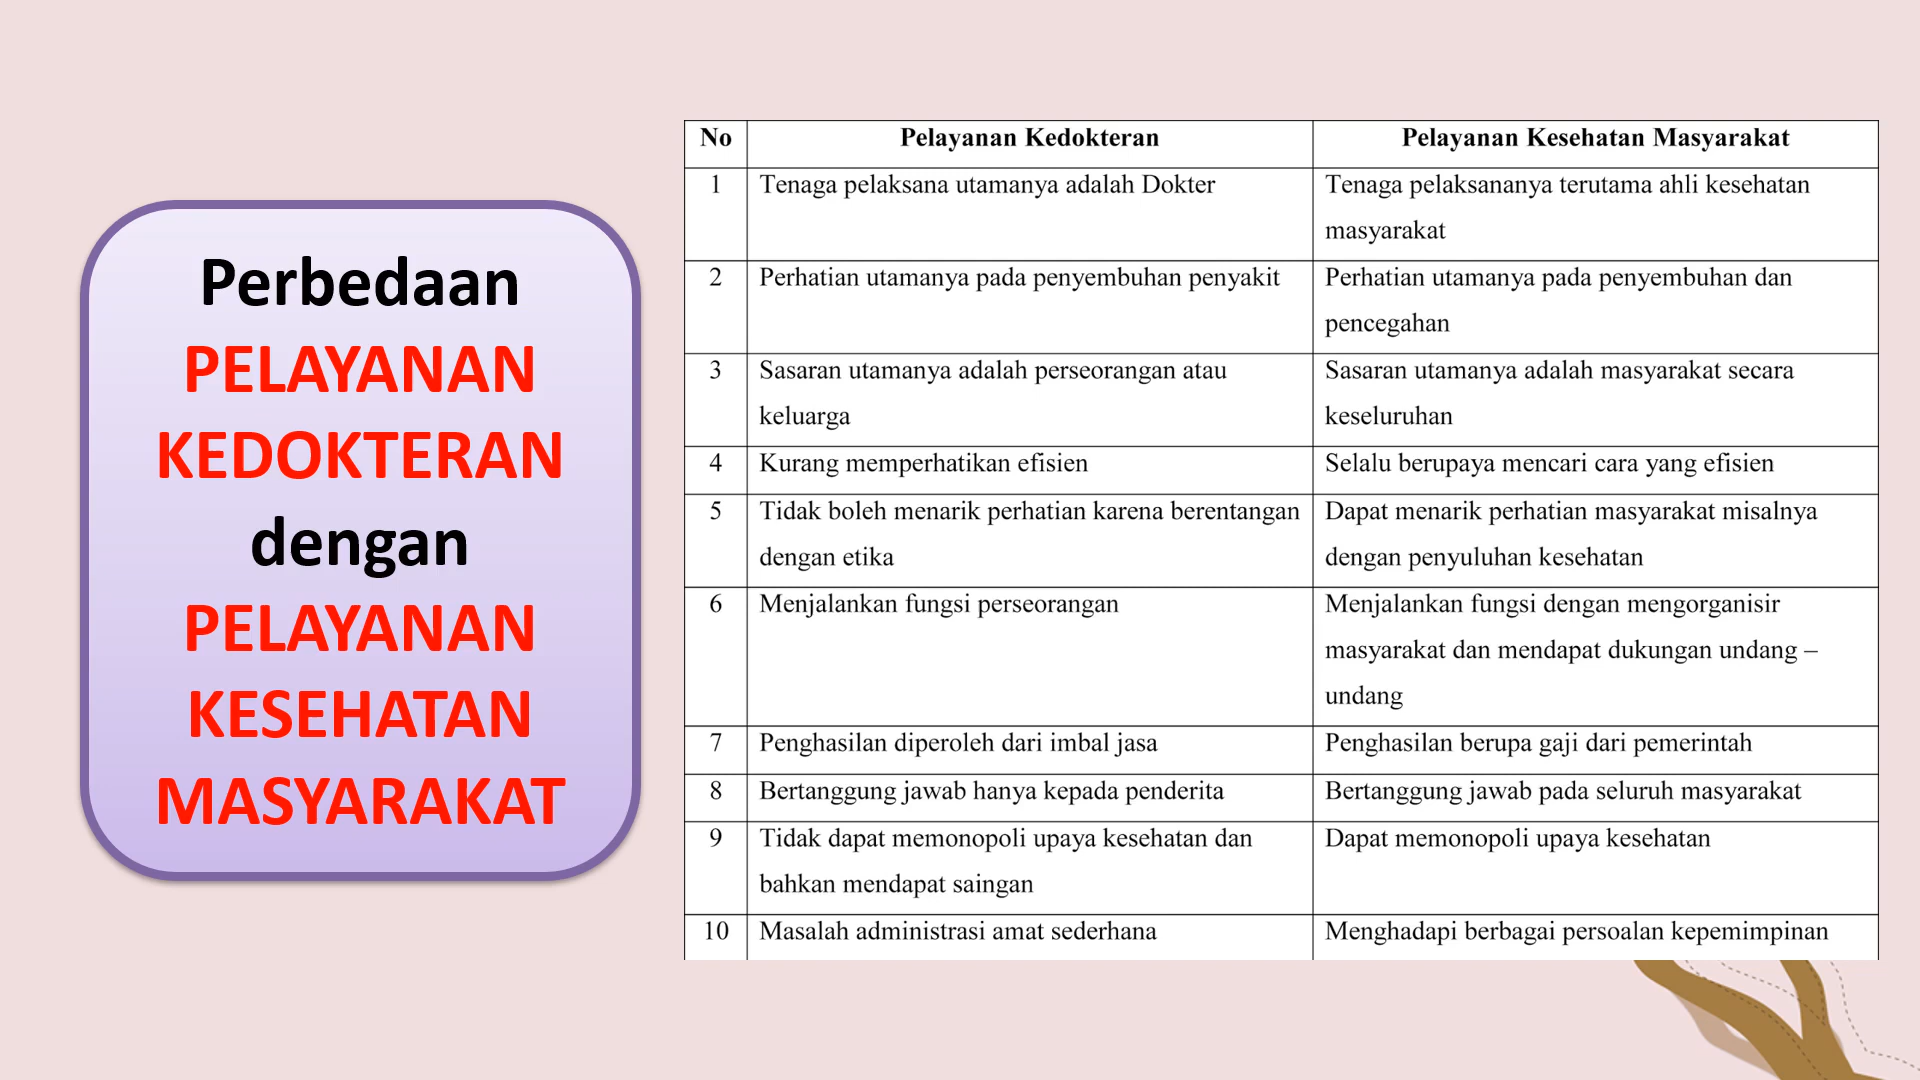 Perbedaan
PELAYANAN
KEDOKTERAN
dengan
PELAYANAN
KESEHATAN
MASYARAKAT
No Pelayanan Kedokteran Pelayanan Kesehatan Masyarakat
1 Tenaga pelaksana utamanya adalah Dokter Tenaga pelaksananya terutama ahli kesehatan
masyarakat
2 Perhatian utamanya pada penyembuhan penyakit Perhatian utamanya pada penyembuhan dan
pencegahan
3 Sasaran utamanya adalah perseorangan atau Sasaran utamanya adalah masyarakat secara
keluarga keseluruhan
4 Kurang memperhatikan efisien Selalu berupaya mencari cara yang efisien
5 Tidak boleh menarik perhatian karena berentangan Dapat menarik perhatian masyarakat misalnya
dengan etika dengan penyuluhan kesehatan
6 Menjalankan fungsi perseorangan Menjalankan fungsi dengan mengorganisir
masyarakat dan mendapat dukungan undang –
undang
7 Penghasilan diperoleh dari imbal jasa Penghasilan berupa gaji dari pemerintah
8 Bertanggung jawab hanya kepada penderita Bertanggung jawab pada seluruh masyarakat
9 Tidak dapat memonopoli upaya kesehatan dan Dapat memonopoli upaya kesehatan
bahkan mendapat saingan
10 Masalah administrasi amat sederhana Menghadapi berbagai persoalan kepemimpinan